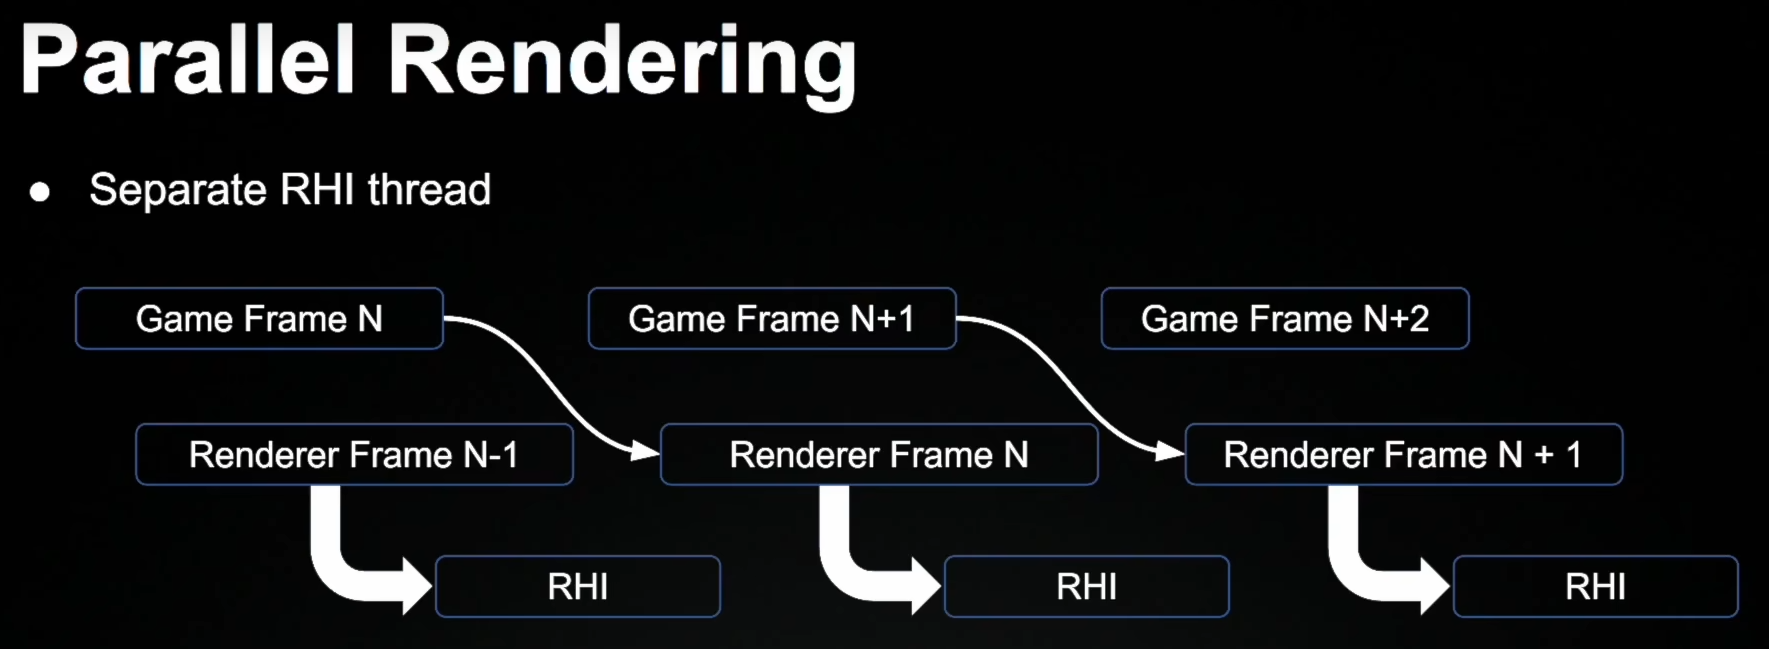 Parallel Rendering
● Separate RHI thread
Game Frame N
Game Frame N+1
Game Frame N+2
Renderer Frame N-1
Renderer Frame N
Renderer Frame N + 1
RHI
RHI
RHI